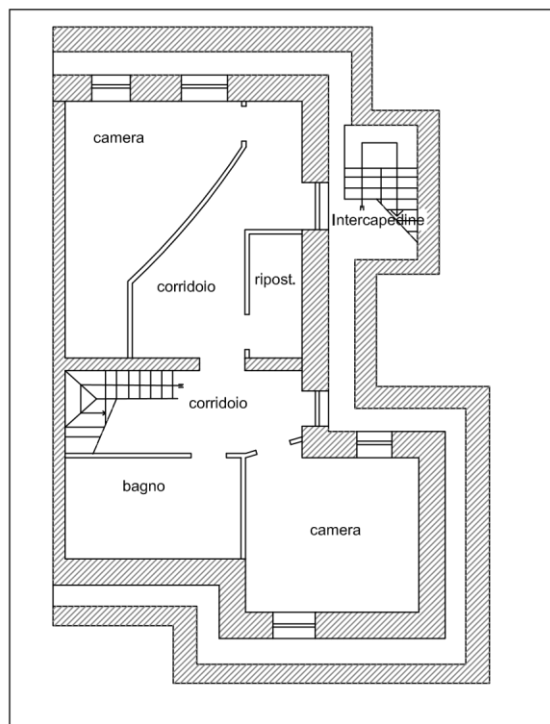 camera
Intercapedine
corridoio
ripost.
corridoio
bagno
camera